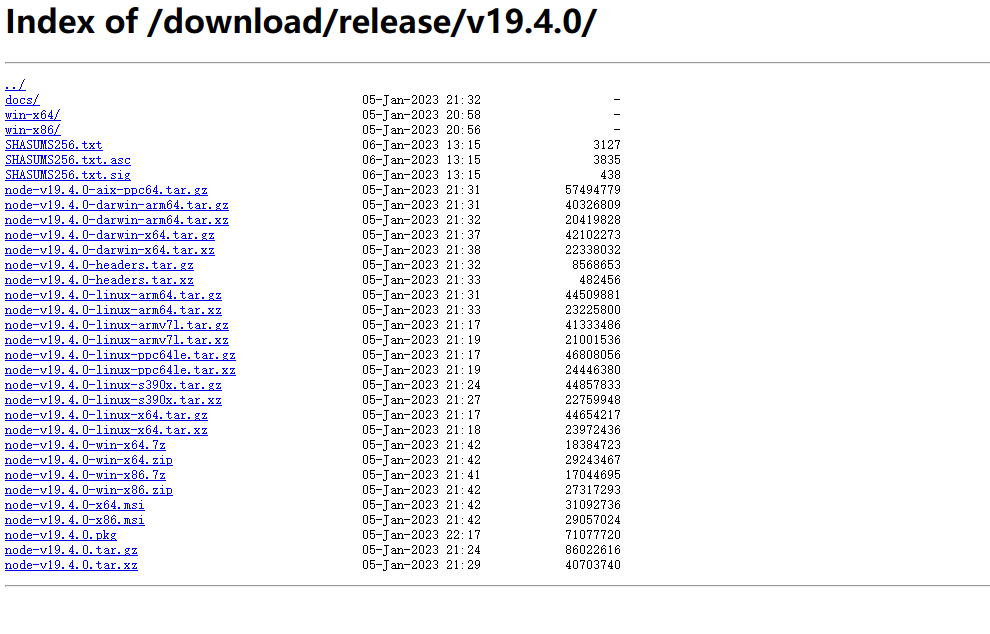 Index of /download/release/v19.4.0/
../
docs/ 05-Jan-2023 21:32 -
win-x64/ 05-Jan-2023 20:58 -
win-x86/ 05-Jan-2023 20:56 -
SHASUMS256.txt 06-Jan-2023 13:15 3127
SHASUMS256.txt.asc 06-Jan-2023 13:15 3835
SHASUMS256.txt.sig 06-Jan-2023 13:15 438
node-v19.4.0-aix-ppc64.tar.gz 05-Jan-2023 21:31 57494779
node-v19.4.0-darwin-arm64.tar.gz 05-Jan-2023 21:31 40326809
node-v19.4.0-darwin-arm64.tar.xz 05-Jan-2023 21:32 20419828
node-v19.4.0-darwin-x64.tar.gz 05-Jan-2023 21:37 42102273
node-v19.4.0-darwin-x64.tar.xz 05-Jan-2023 21:38 22338032
node-v19.4.0-headers.tar.gz 05-Jan-2023 21:32 8568653
node-v19.4.0-headers.tar.xz 05-Jan-2023 21:33 482456
node-v19.4.0-linux-arm64.tar.gz 05-Jan-2023 21:31 44509881
node-v19.4.0-linux-arm64.tar.xz 05-Jan-2023 21:33 23225800
node-v19.4.0-linux-armv7l.tar.gz 05-Jan-2023 21:17 41333486
node-v19.4.0-linux-armv7l.tar.xz 05-Jan-2023 21:19 21001536
node-v19.4.0-linux-ppc64le.tar.gz 05-Jan-2023 21:17 46808056
node-v19.4.0-linux-ppc64le.tar.xz 05-Jan-2023 21:19 24446380
node-v19.4.0-linux-s390x.tar.gz 05-Jan-2023 21:24 44857833
node-v19.4.0-linux-s390x.tar.xz 05-Jan-2023 21:27 22759948
node-v19.4.0-linux-x64.tar.gz 05-Jan-2023 21:17 44654217
node-v19.4.0-linux-x64.tar.xz 05-Jan-2023 21:18 23972436
node-v19.4.0-win-x64.7z 05-Jan-2023 21:42 18384723
node-v19.4.0-win-x64.zip 05-Jan-2023 21:42 29243467
node-v19.4.0-win-x86.7z 05-Jan-2023 21:41 17044695
node-v19.4.0-win-x86.zip 05-Jan-2023 21:42 27317293
node-v19.4.0-x64.msi 05-Jan-2023 21:42 31092736
node-v19.4.0-x86.msi 05-Jan-2023 21:42 29057024
node-v19.4.0.pkg 05-Jan-2023 22:17 71077720
node-v19.4.0.tar.gz 05-Jan-2023 21:24 86022616
node-v19.4.0.tar.xz 05-Jan-2023 21:29 40703740